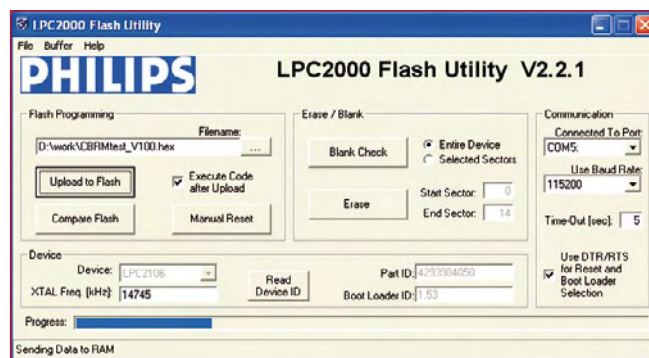 LPC2000 Flash Utility
File Buffer Help
PHILIPS
LPC2000 Flash Utility V2.2.1
Flash Programming
Filename:
D:\work\CBRMtest_V100.hex ...
Upload to Flash
Execute Code
after Upload
Compare Flash
Manual Reset
Erase / Blank
Blank Check
Entire Device
Selected Sectors
Erase
Start Sector: 0
End Sector: 14
Communication
Connected To Port:
COM5:
Use Baud Rate:
115200
Time-Out [sec]: 5
Use DTR/RTS
for Reset and
Boot Loader
Selection
Device
Device: LPC2106
XTAL Freq. [kHz]: 14745
Read
Device ID
Part ID: 4293984050
Boot Loader ID: 1.53
Progress:
Sending Data to RAM